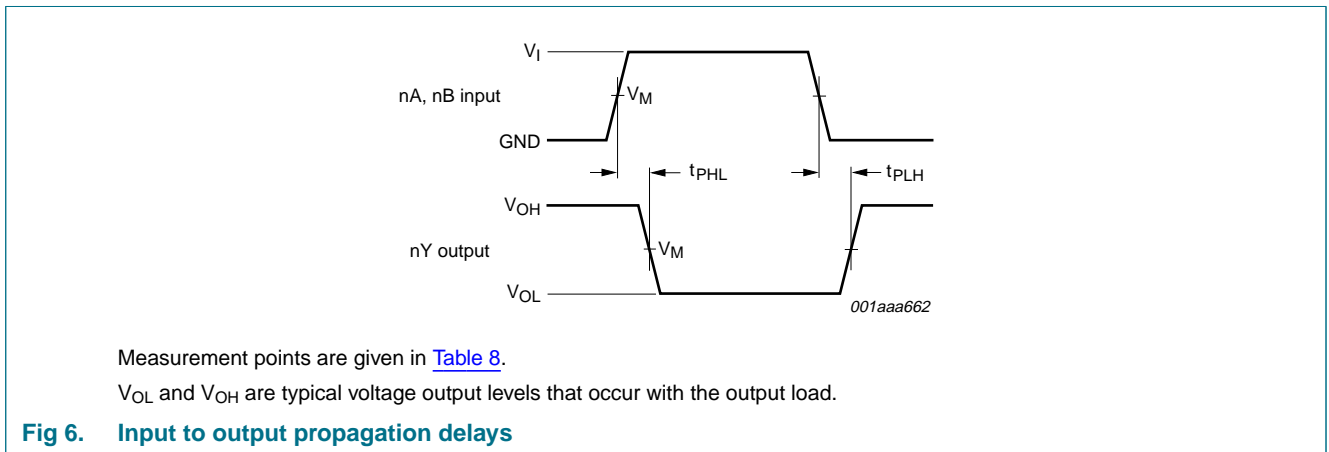 VI
nA, nB input
VM
GND
tPHL
tPLH
VOH
nY output
VM
VOL
001aaa662
Measurement points are given in Table 8.
VOL and VOH are typical voltage output levels that occur with the output load.
Fig 6. Input to output propagation delays